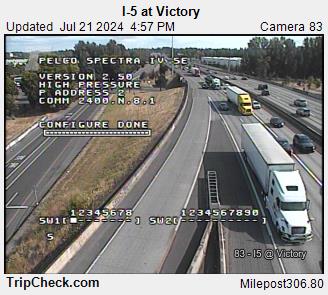 I-5 at Victory
Updated Jul 21 2024 4:57 PM Camera 83
PELCO SPECTRA IV SE
VERSION 2.50
HIGH PRESSURE
P ADDRESS 2
COMM 2400,N,8,1
CONFIGURE DONE
12345678 1234567890
SW1[ ] SW2[ ]
S
83 - I5 @ Victory
TripCheck.com Milepost306.80